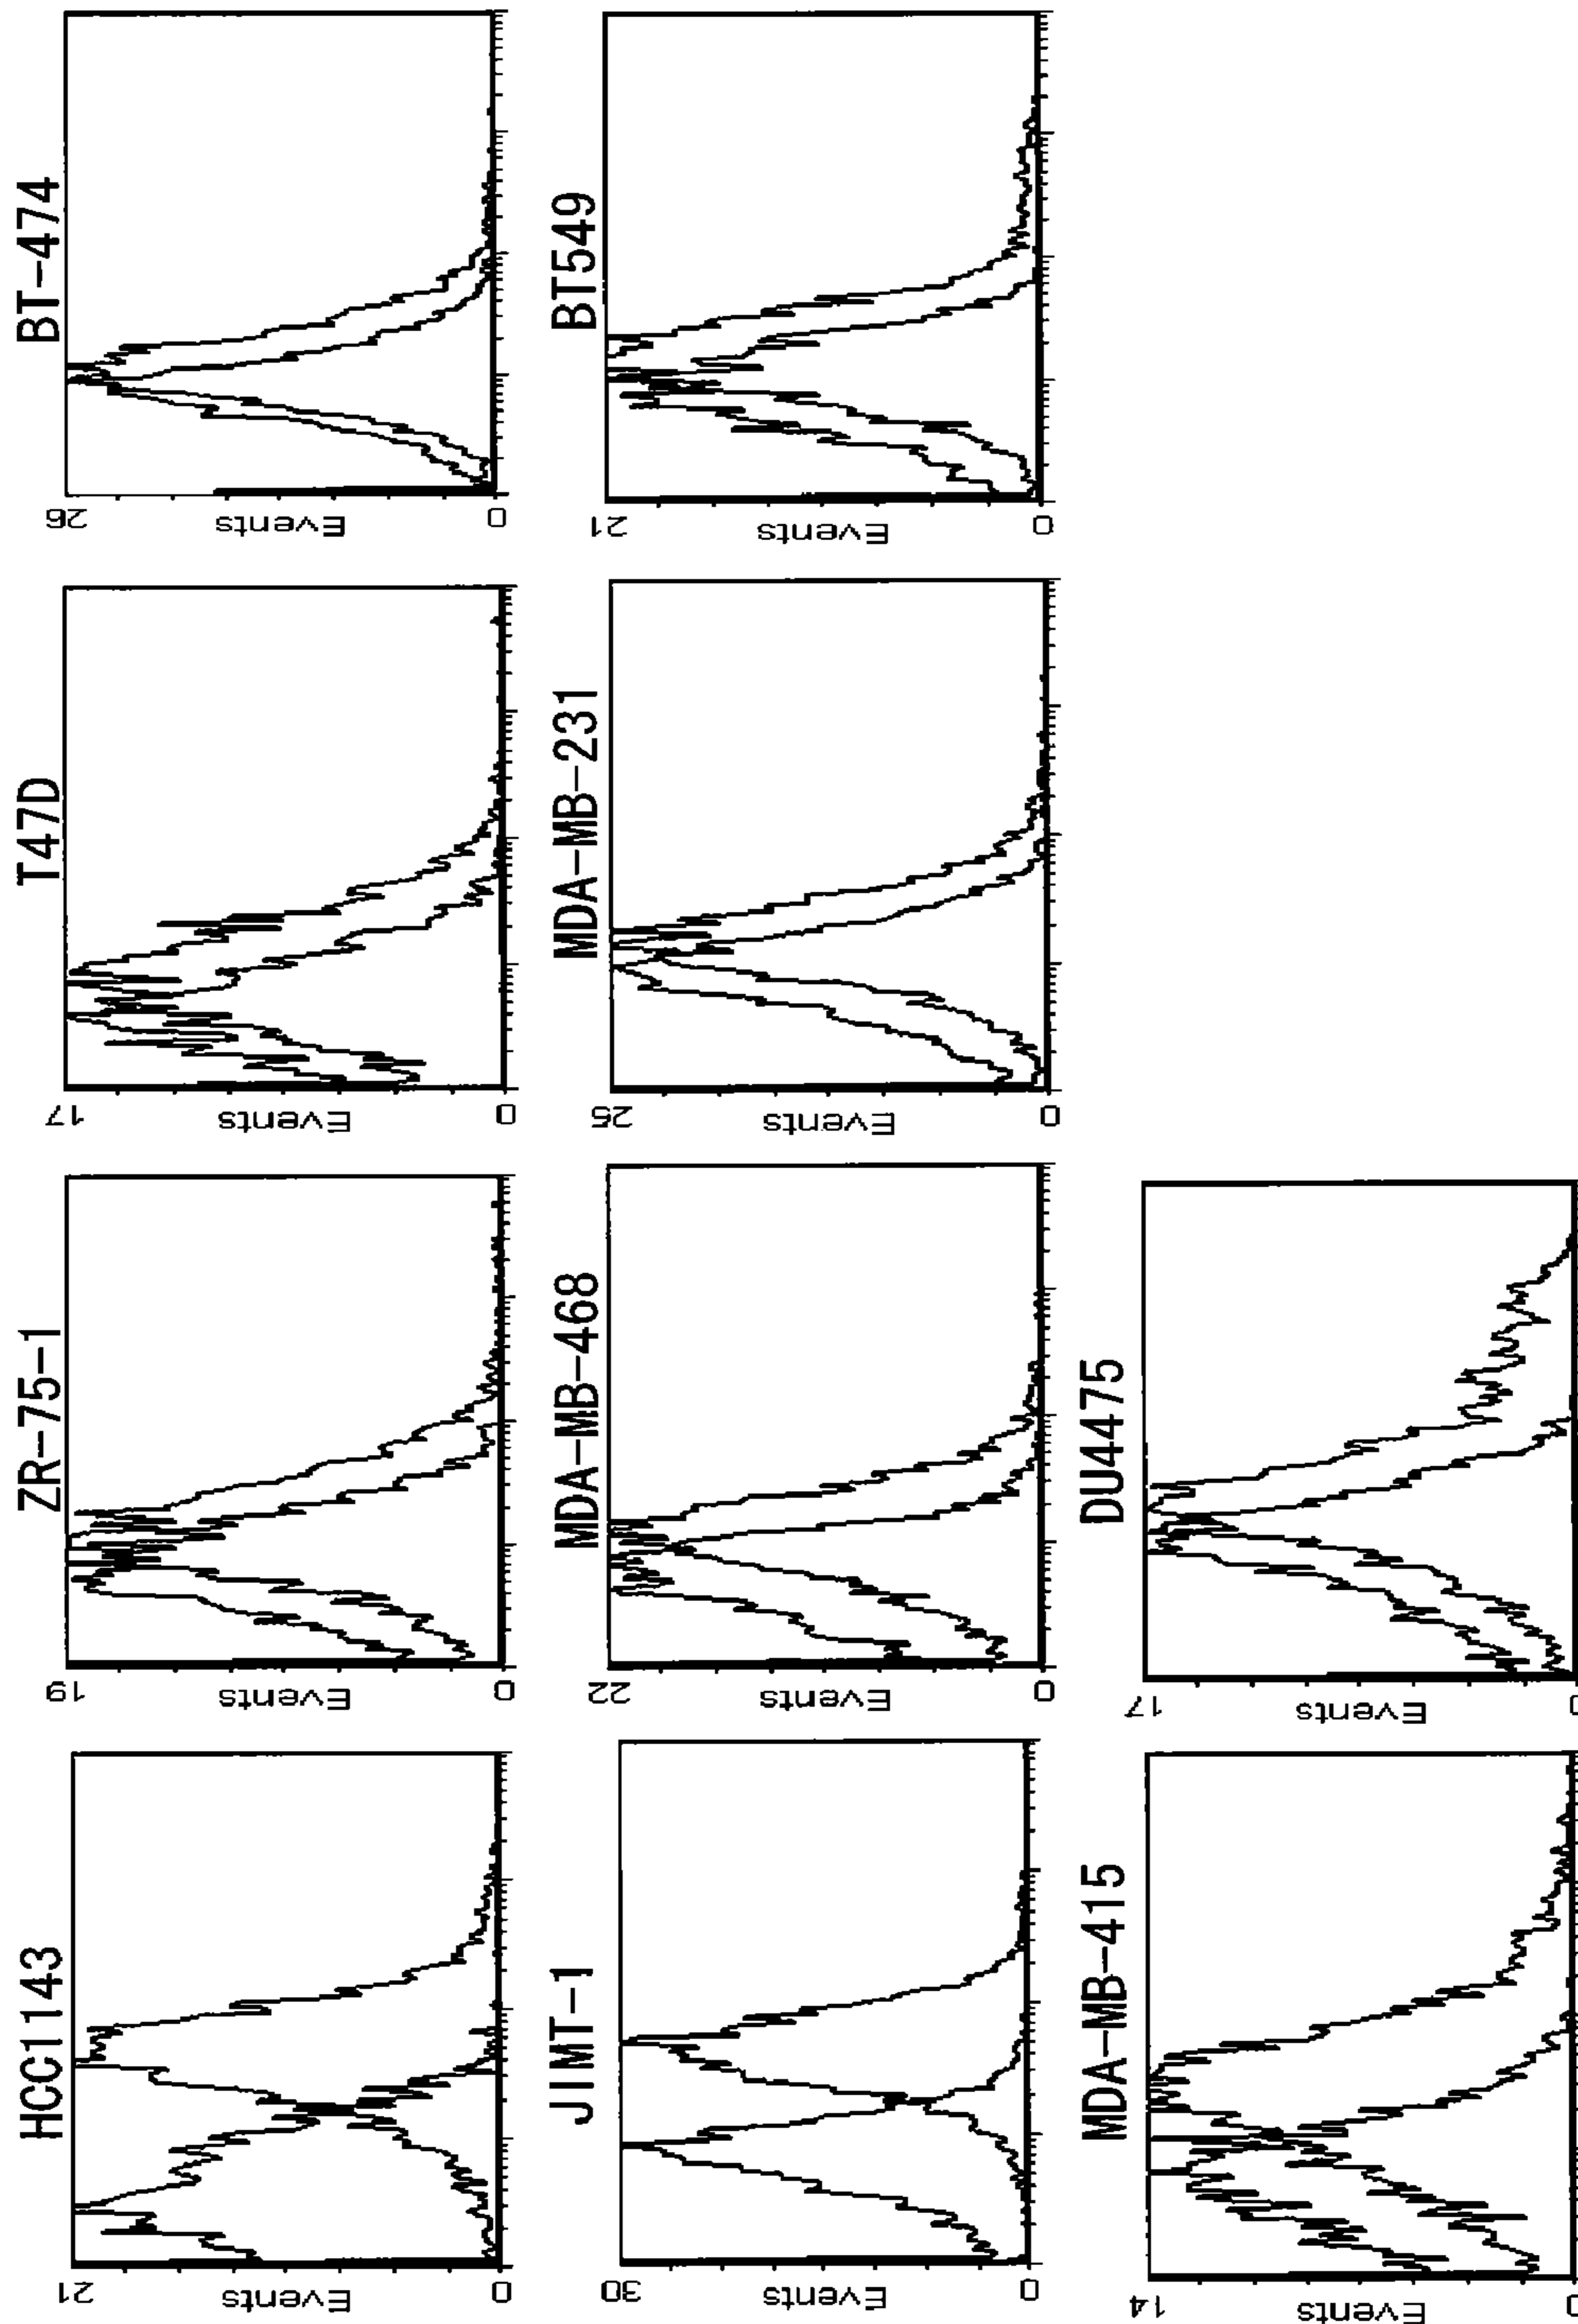 HCC1143
21
Events
0
ZR-75-1
19
Events
0
T47D
17
Events
0
BT-474
26
Events
0
JIMT-1
30
Events
0
MDA-MB-468
22
Events
0
MDA-MB-231
25
Events
0
BT549
21
Events
0
MDA-MB-415
14
Events
0
DU4475
17
Events
0